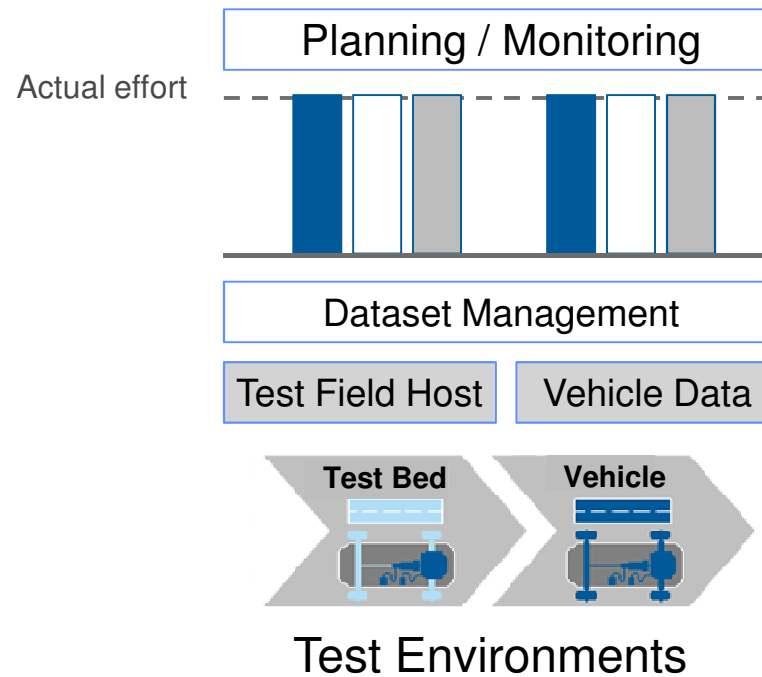 Planning / Monitoring
Actual effort
Dataset Management
Test Field Host
Vehicle Data
Test Bed
Vehicle
Test Environments